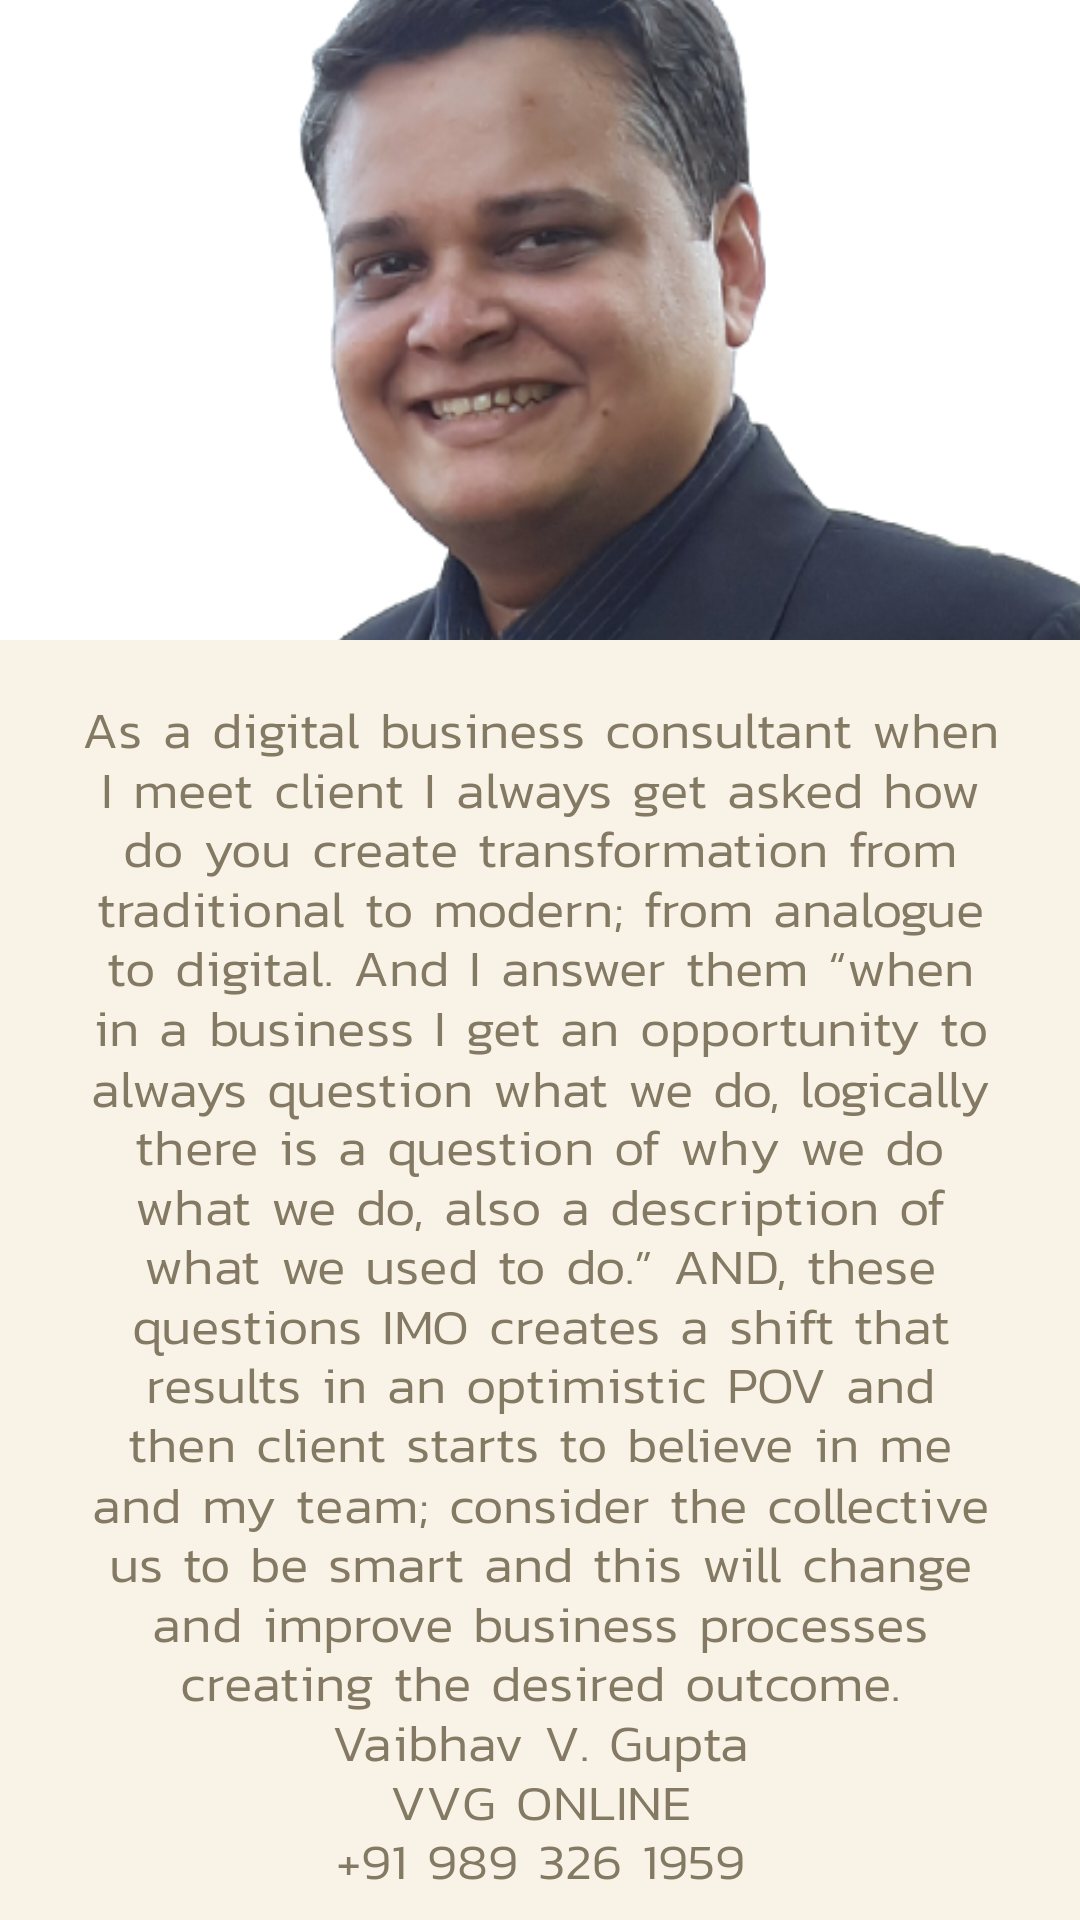 As a digital business consultant when
I meet client I always get asked how
do you create transformation from
traditional to modern; from analogue
to digital. And I answer them “when
in a business I get an opportunity to
always question what we do, logically
there is a question of why we do
what we do, also a description of
what we used to do.” AND, these
questions IMO creates a shift that
results in an optimistic POV and
then client starts to believe in me
and my team; consider the collective
us to be smart and this will change
and improve business processes
creating the desired outcome.
Vaibhav V. Gupta
VVG ONLINE
+91 989 326 1959